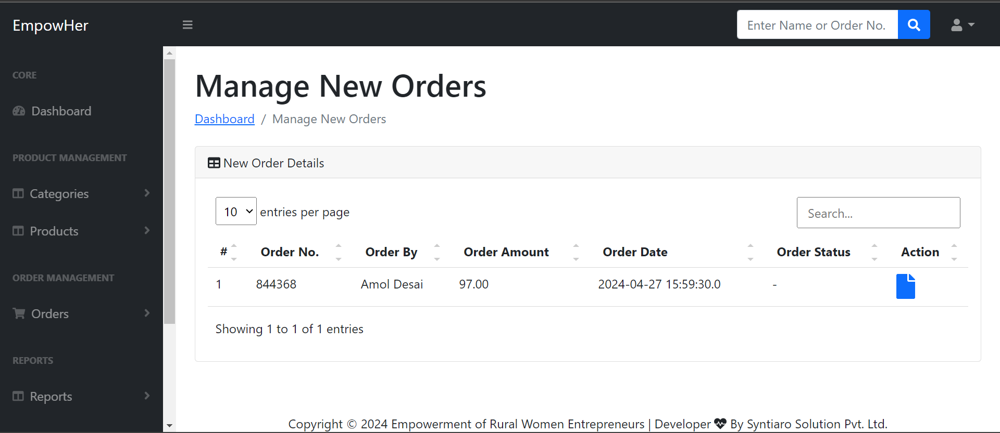 EmpowHer
Enter Name or Order No.
CORE
Dashboard
PRODUCT MANAGEMENT
Categories
Products
ORDER MANAGEMENT
Orders
REPORTS
Reports
Manage New Orders
Dashboard / Manage New Orders
New Order Details
10 entries per page
Search...
# Order No. Order By Order Amount Order Date Order Status Action
1 844368 Amol Desai 97.00 2024-04-27 15:59:30.0 -
Showing 1 to 1 of 1 entries
Copyright © 2024 Empowerment of Rural Women Entrepreneurs | Developer By Syntiaro Solution Pvt. Ltd.